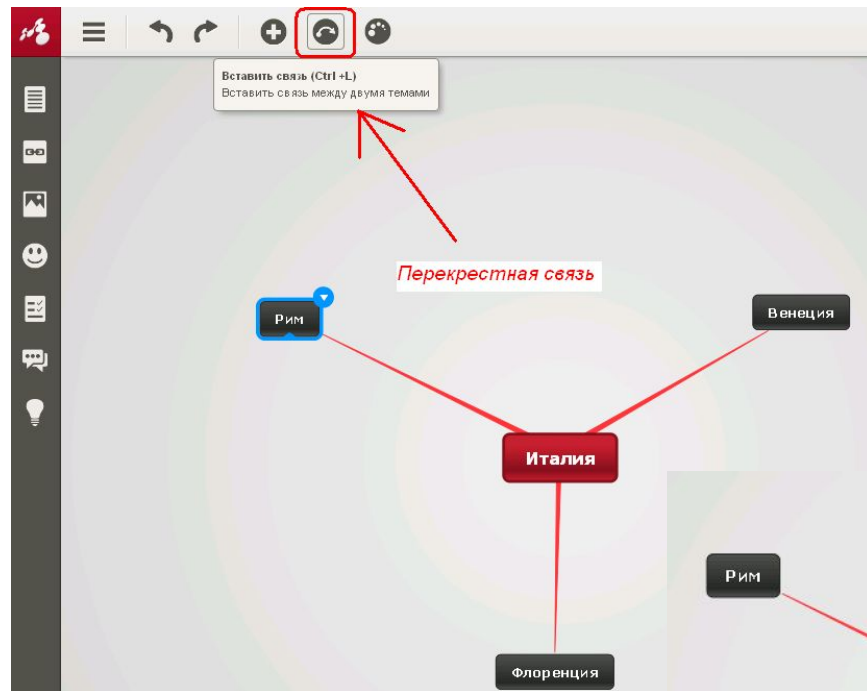 Вставить связь (Ctrl +L)
Вставить связь между двумя темами
Перекрестная связь
Рим
Венеция
Италия
Рим
Флоренция